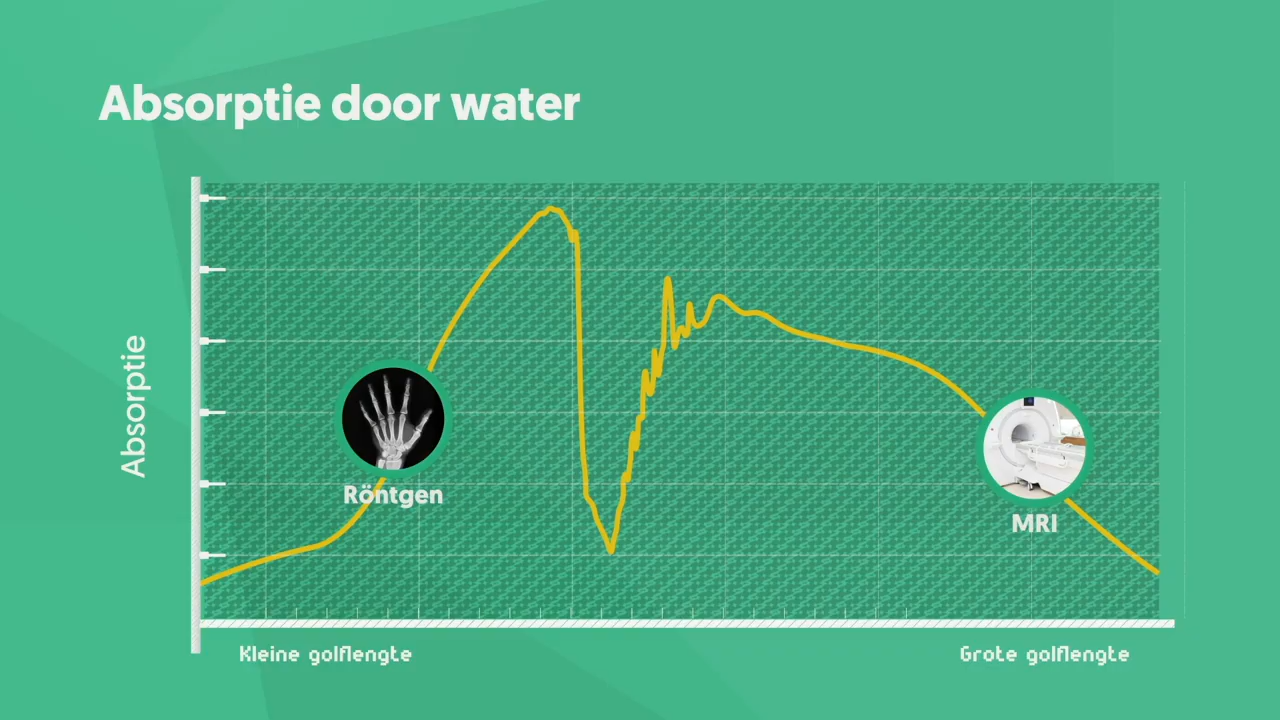 Absorptie door water
Absorptie
Röntgen
MRI
Kleine golflengte
Grote golflengte